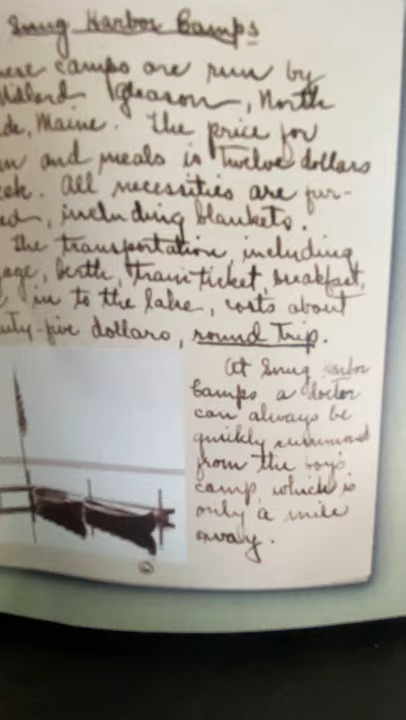 Snug Harbor Camps
ese camps are run by
illard Gleason, North
de, Maine. The price for
m and meals is twelve dollars
eek. All necessities are fur-
ed, including blankets.
The transportation, including
age, berth, train ticket, breakfast,
in to the lake, costs about
nty-five dollars, round trip.
At Snug Harbor
Camps a doctor
can always be
quickly summoned
from the boys'
camp, which is
only a mile
away.